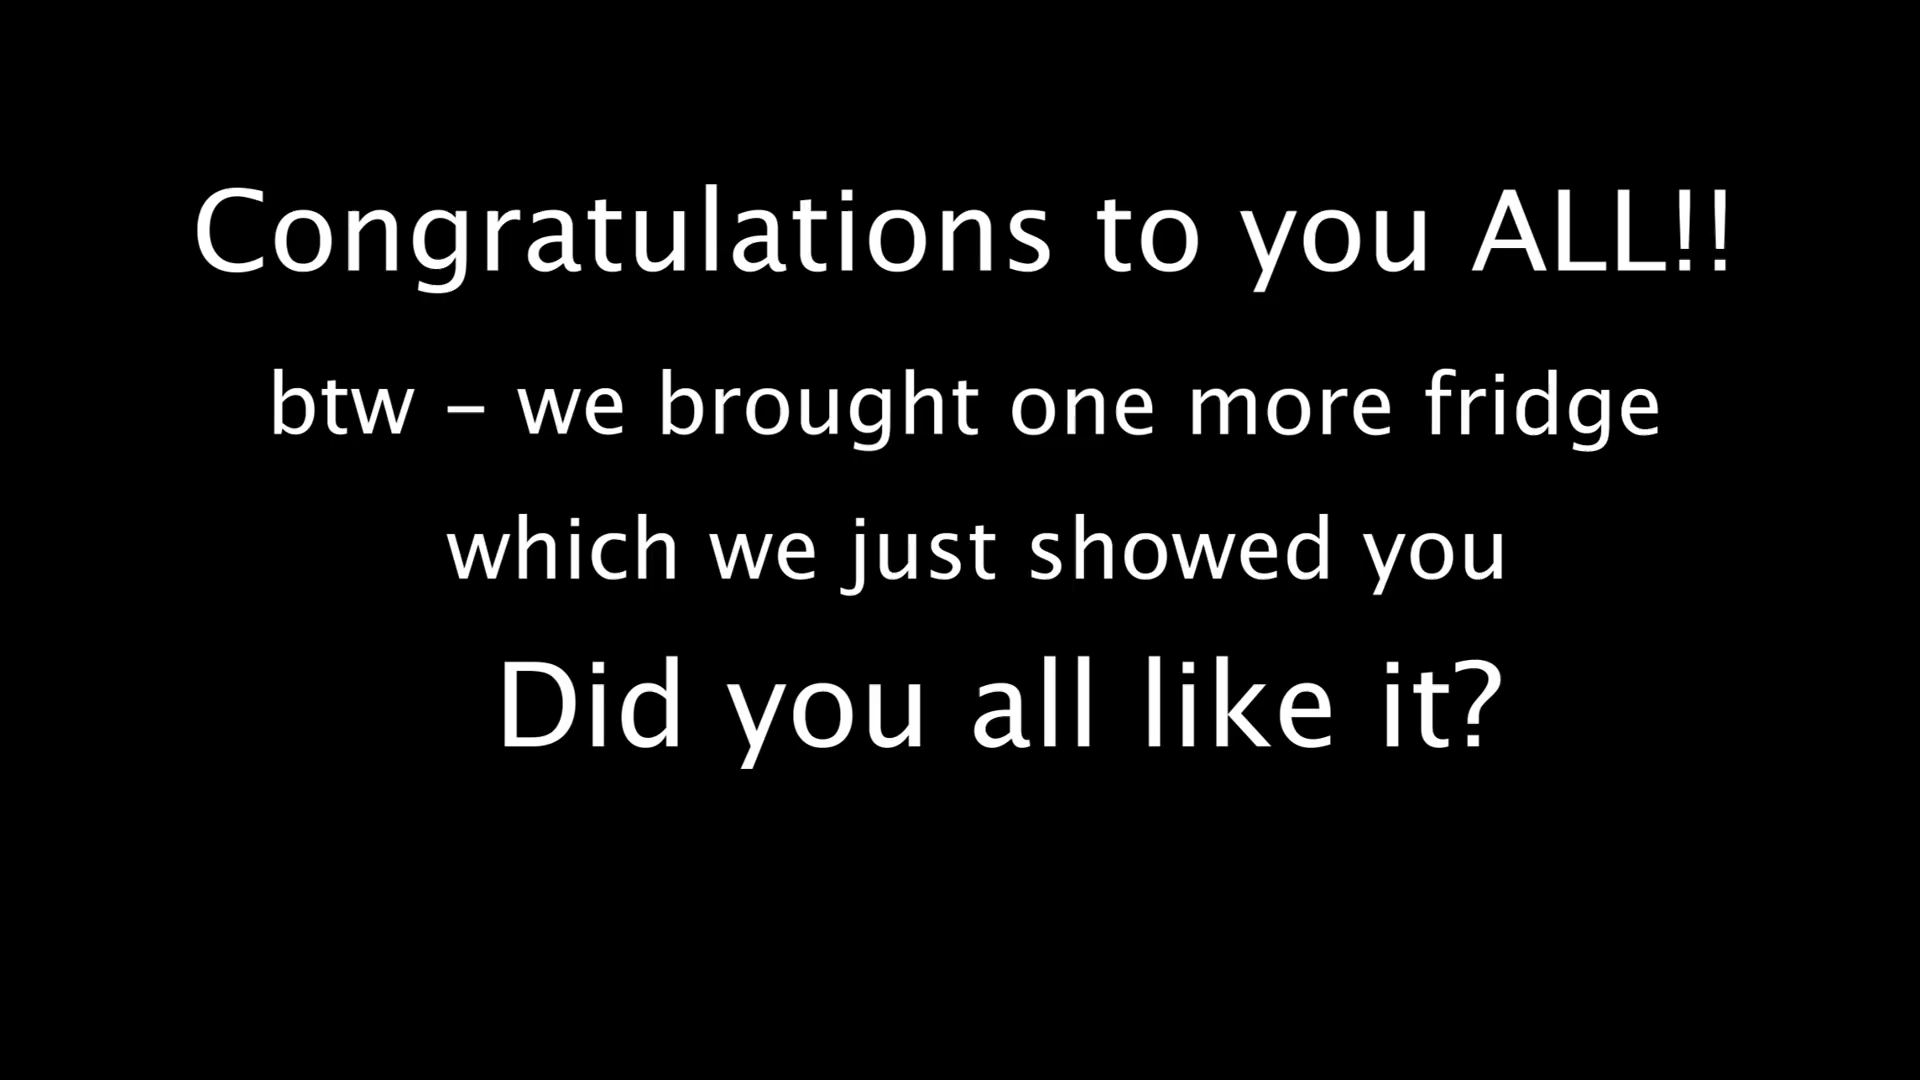 Congratulations to you ALL!!
btw – we brought one more fridge
which we just showed you
Did you all like it?